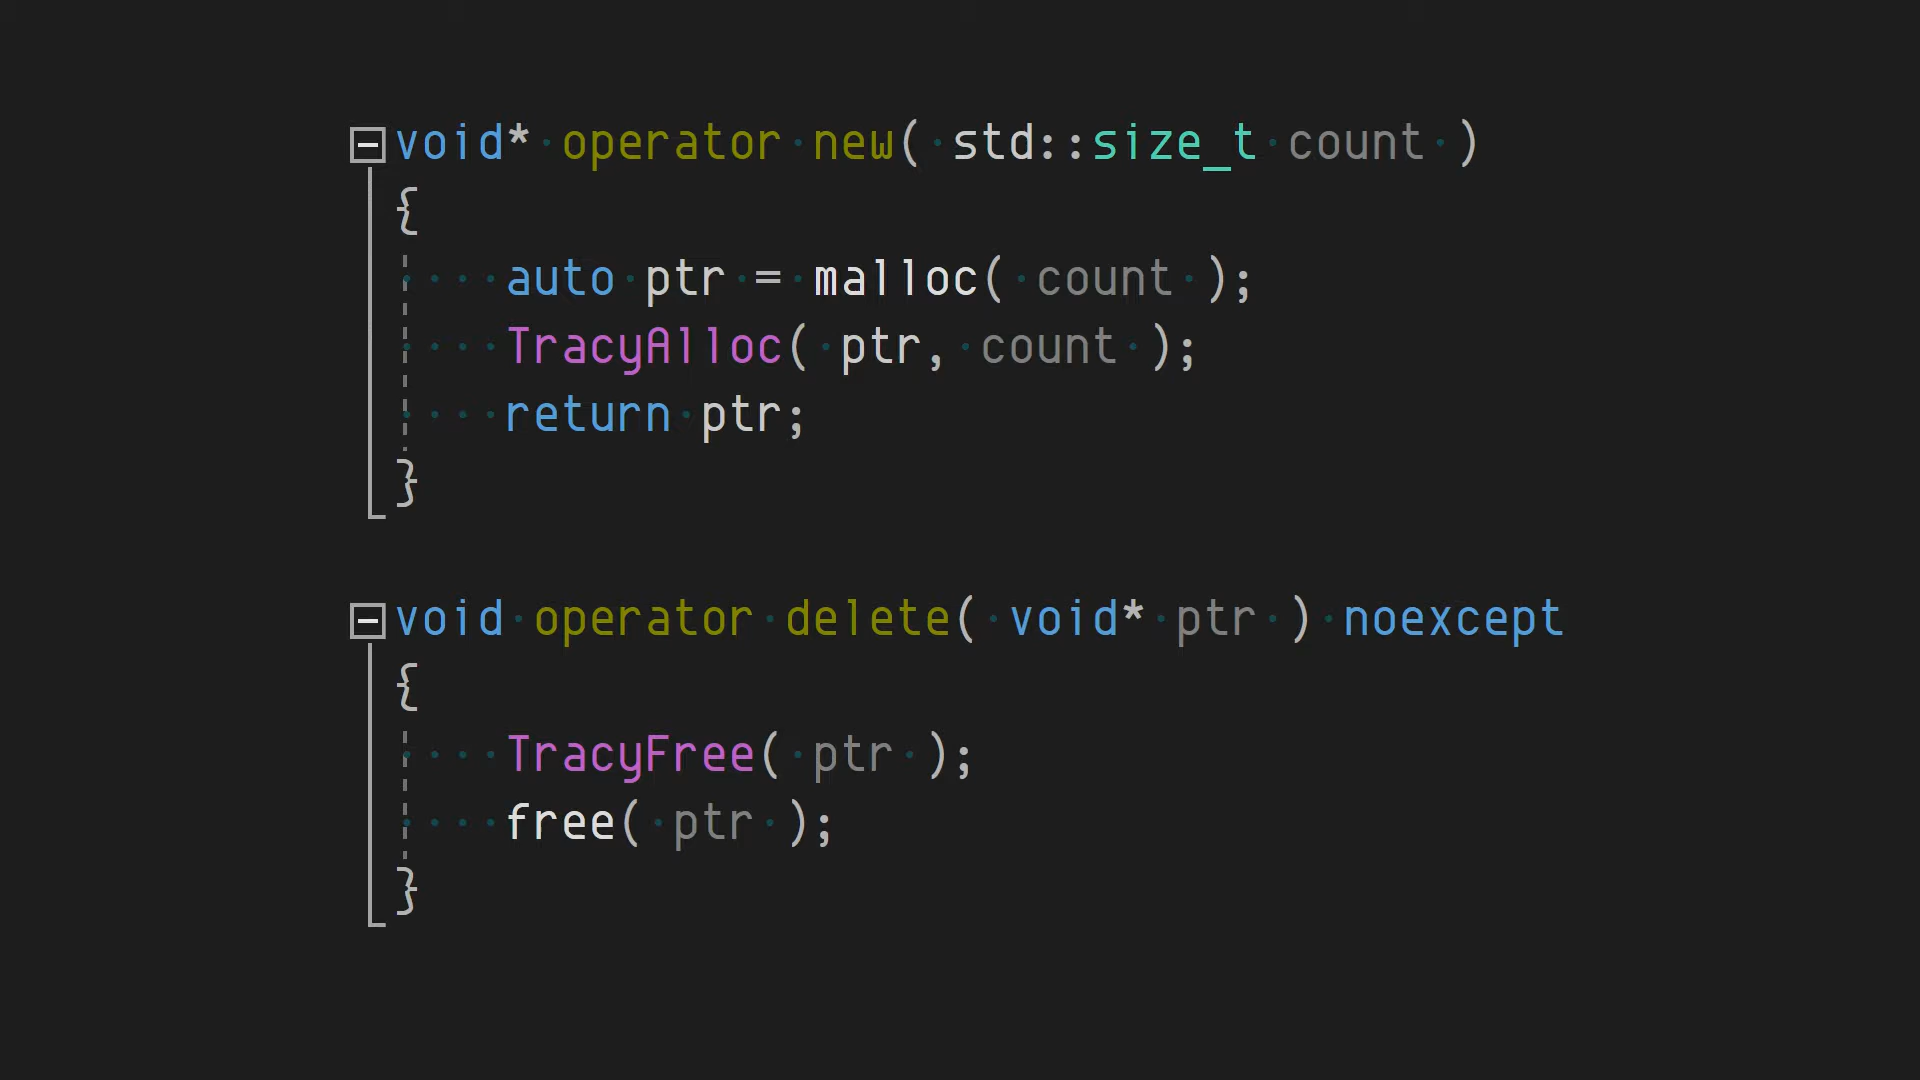 void* operator new( std::size_t count )
{
    auto ptr = malloc( count );
    TracyAlloc( ptr, count );
    return ptr;
}
void operator delete( void* ptr ) noexcept
{
    TracyFree( ptr );
    free( ptr );
}